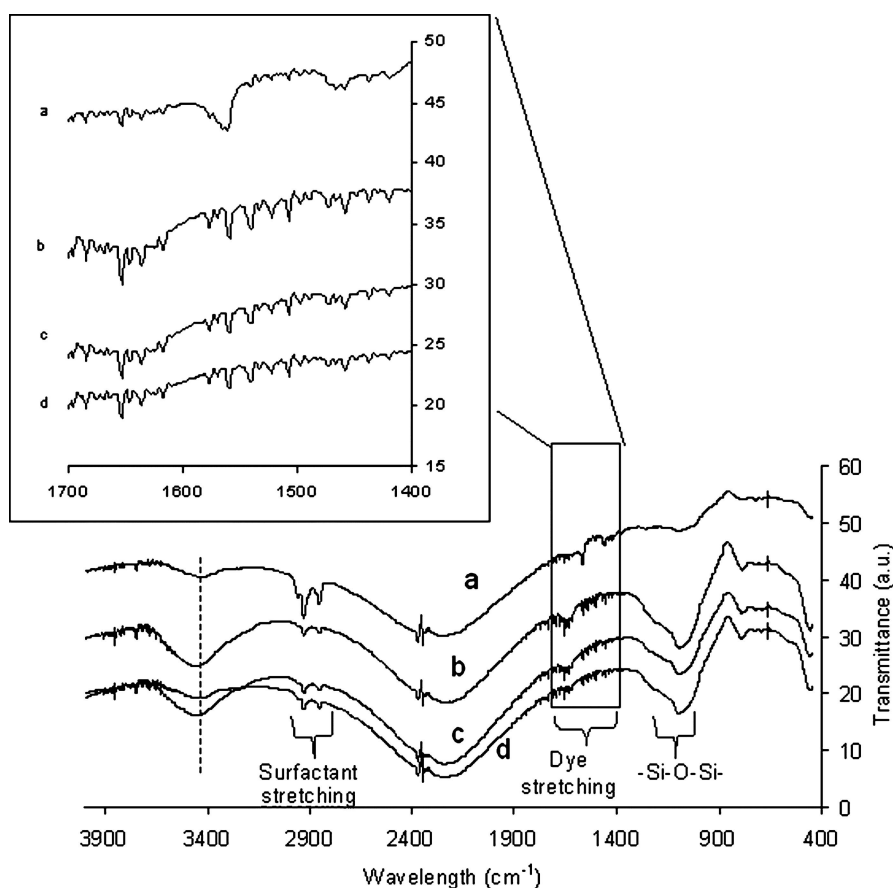 50
45
a
40
35
b
30
c
25
d
20
15
1700 1600 1500 1400
60
50
a
40
b
30
c
d
20
10
0
Surfactant
stretching
Dye
stretching
-Si-O-Si-
3900 3400 2900 2400 1900 1400 900 400
Wavelength (cm⁻¹)
Transmittance (a.u.)